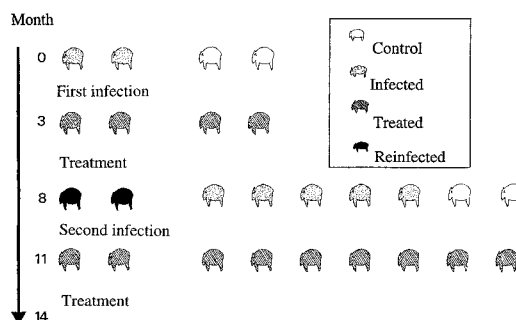 Month
0
First infection
3
Treatment
8
Second infection
11
Treatment
14
Control
Infected
Treated
Reinfected